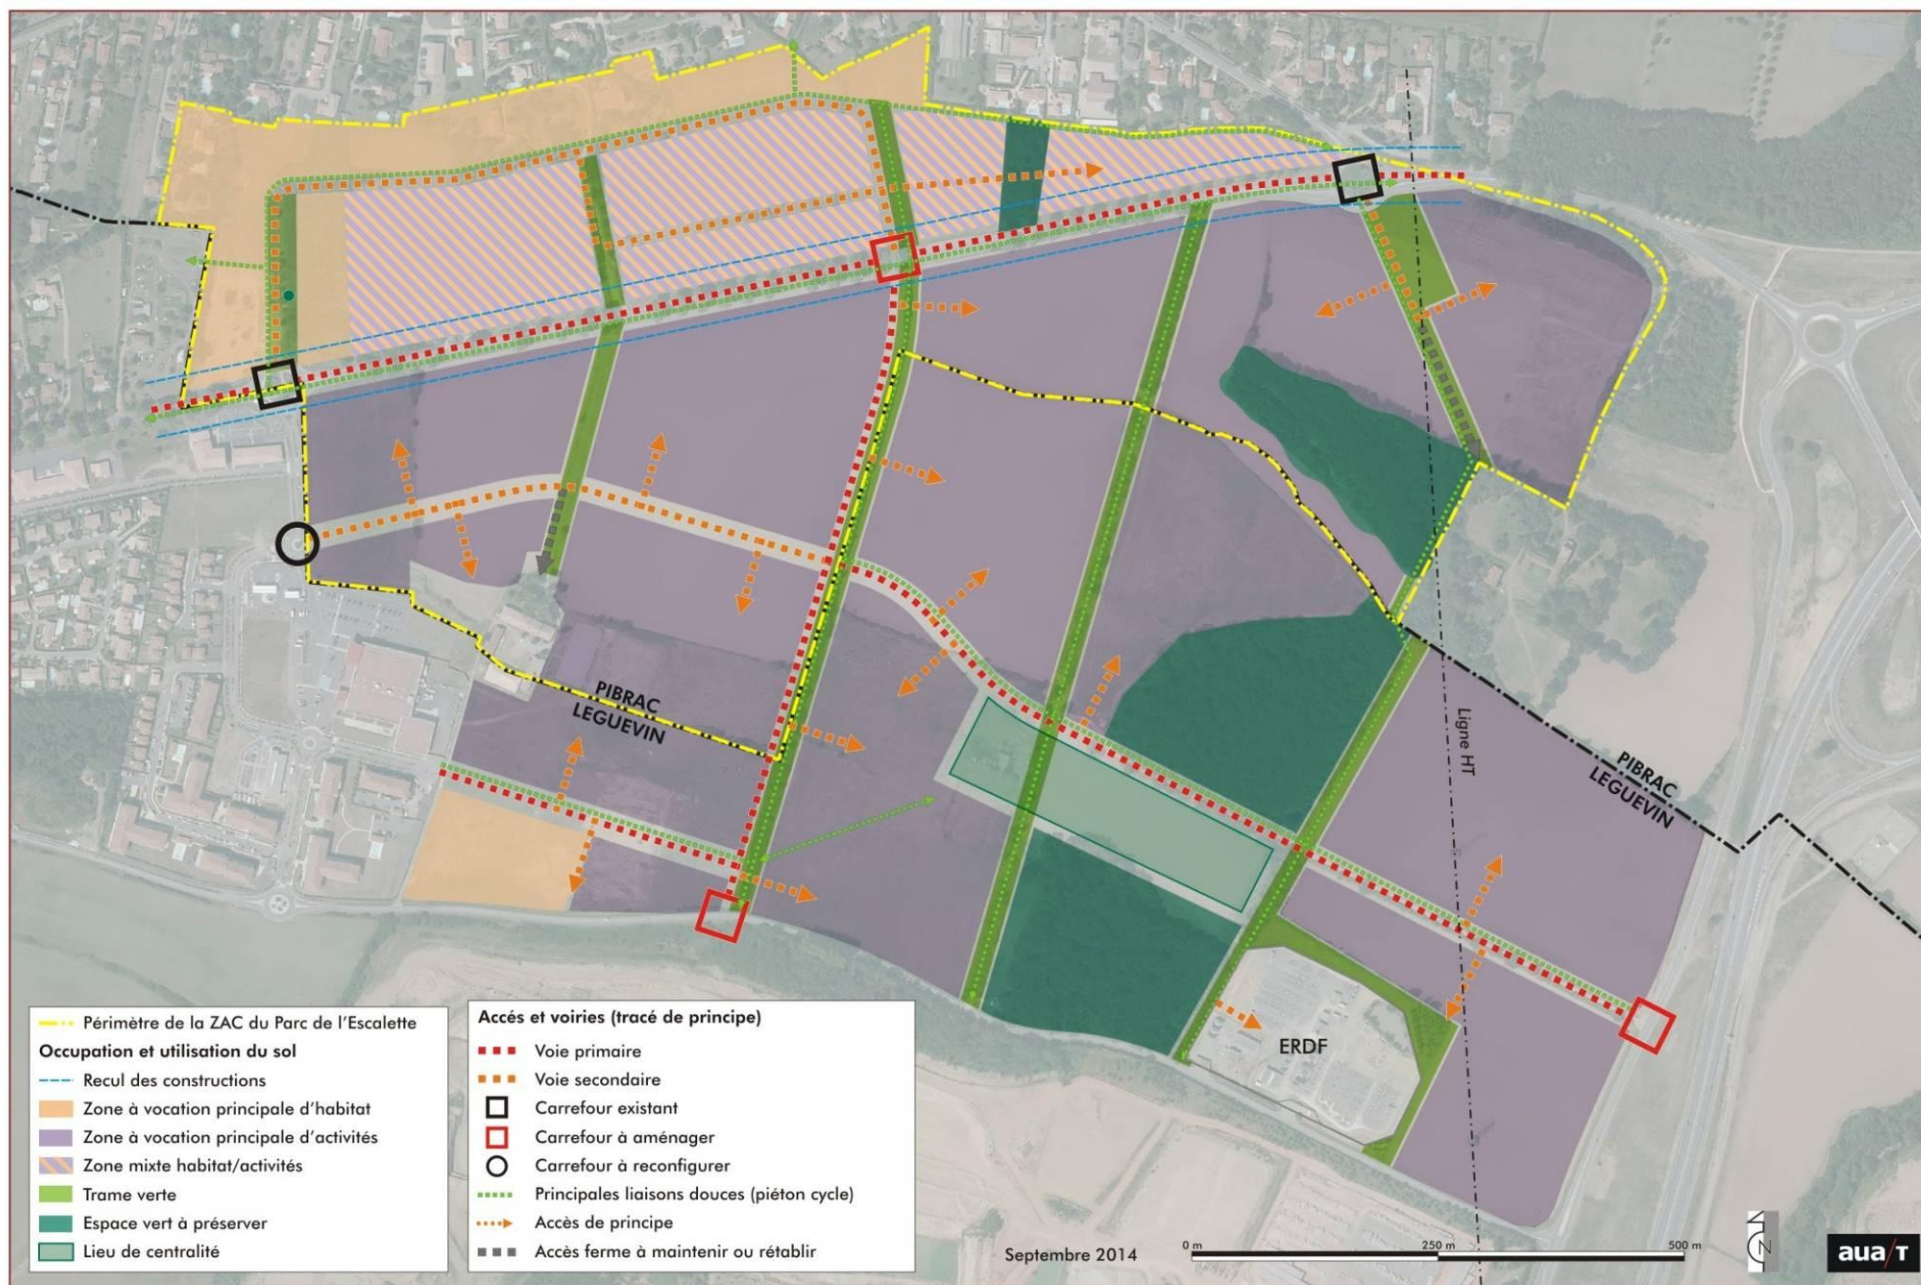 PIBRAC
LEGUEVIN
Ligne HT
PIBRAC
LEGUEVIN
ERDF
Périmètre de la ZAC du Parc de l'Escalette
Occupation et utilisation du sol
Recul des constructions
Zone à vocation principale d'habitat
Zone à vocation principale d'activités
Zone mixte habitat/activités
Trame verte
Espace vert à préserver
Lieu de centralité
Accés et voiries (tracé de principe)
Voie primaire
Voie secondaire
Carrefour existant
Carrefour à aménager
Carrefour à reconfigurer
Principales liaisons douces (piéton cycle)
Accès de principe
Accès ferme à maintenir ou rétablir
Septembre 2014
0 m 250 m 500 m
aua/T